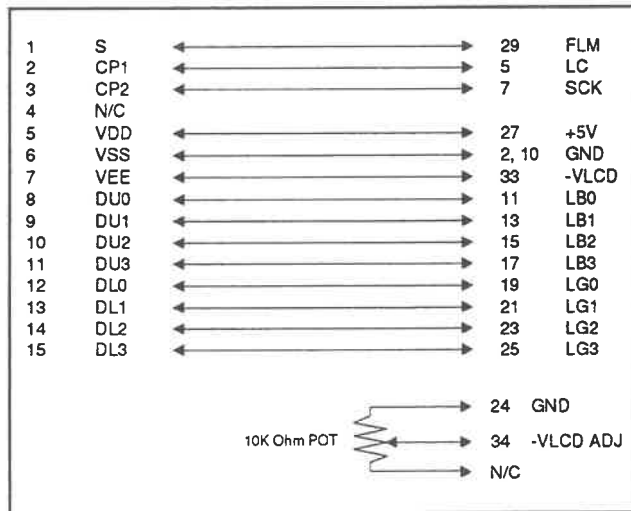 1 S 29 FLM
2 CP1 5 LC
3 CP2 7 SCK
4 N/C
5 VDD 27 +5V
6 VSS 2, 10 GND
7 VEE 33 -VLCD
8 DU0 11 LB0
9 DU1 13 LB1
10 DU2 15 LB2
11 DU3 17 LB3
12 DL0 19 LG0
13 DL1 21 LG1
14 DL2 23 LG2
15 DL3 25 LG3
24 GND
10K Ohm POT 34 -VLCD ADJ
N/C